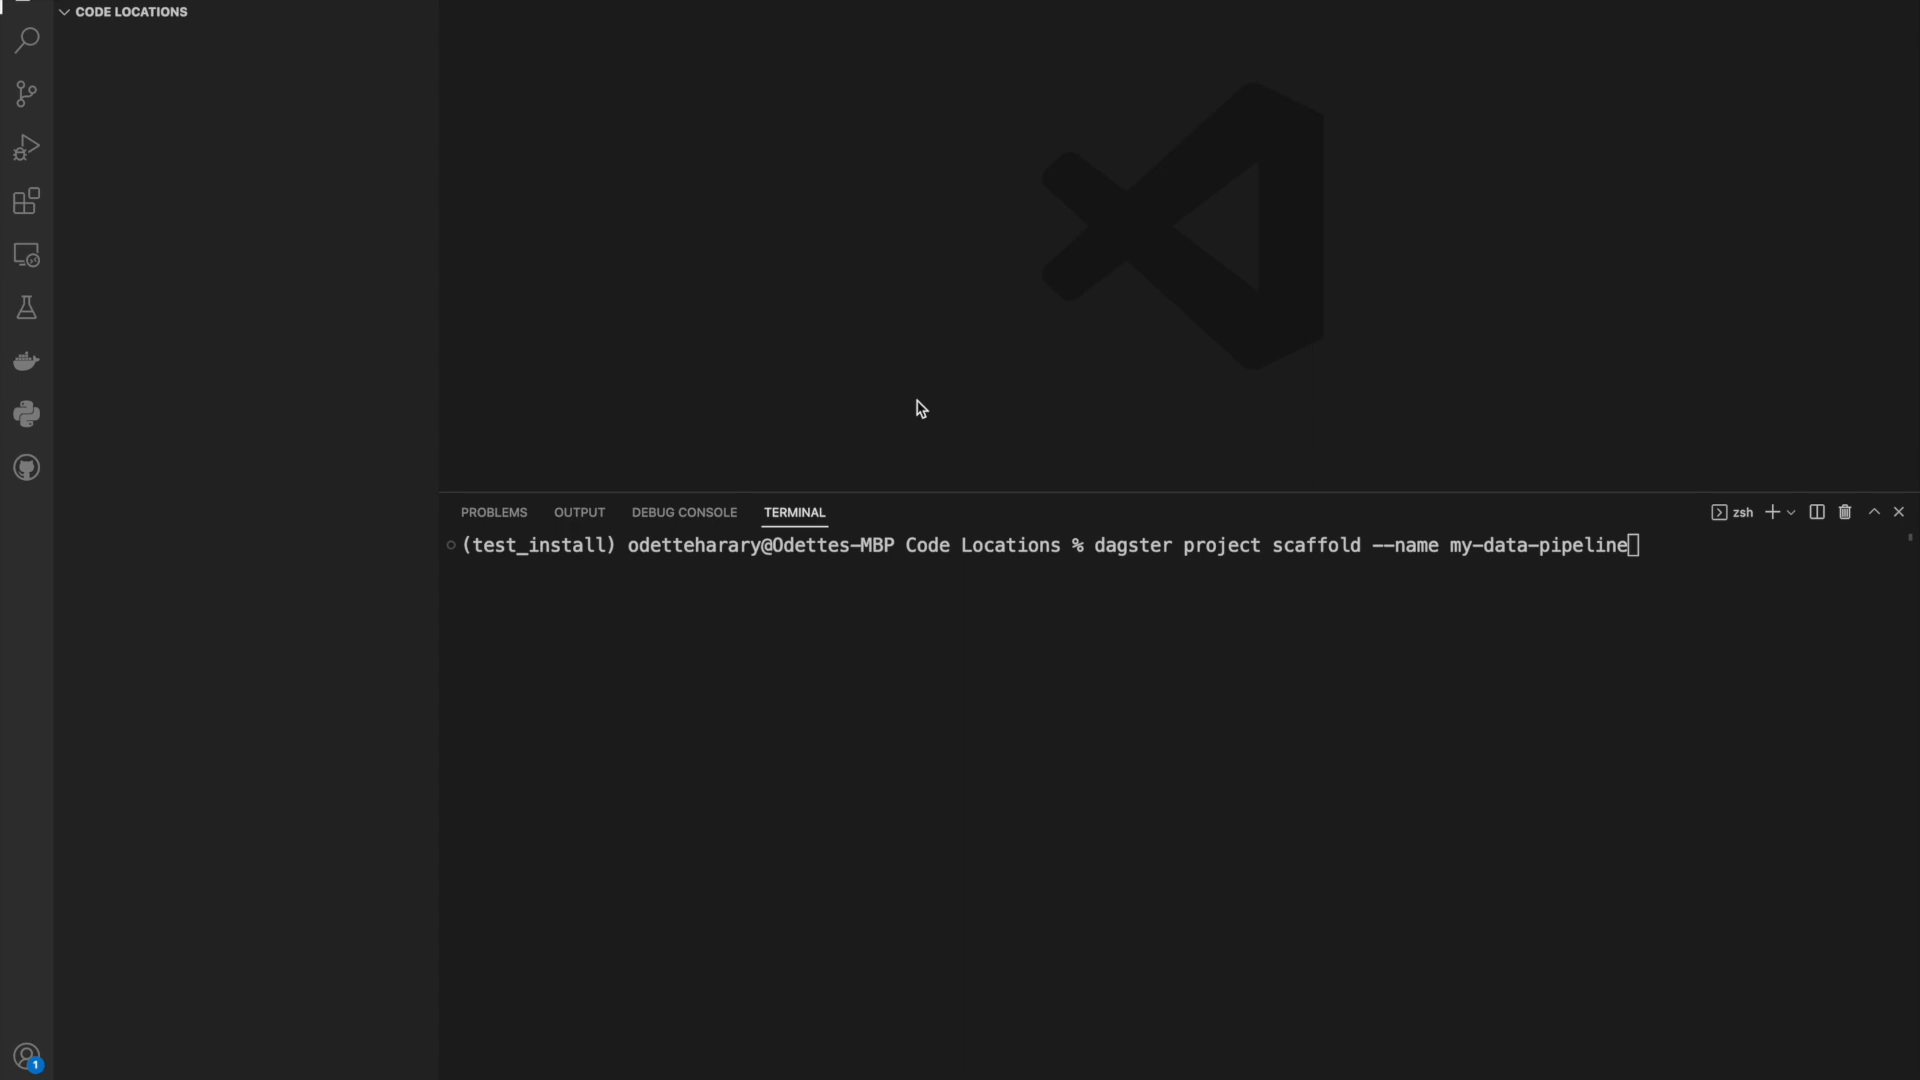 CODE LOCATIONS
PROBLEMS OUTPUT DEBUG CONSOLE TERMINAL zsh
(test_install) odetteharary@Odettes-MBP Code Locations % dagster project scaffold --name my-data-pipeline
1